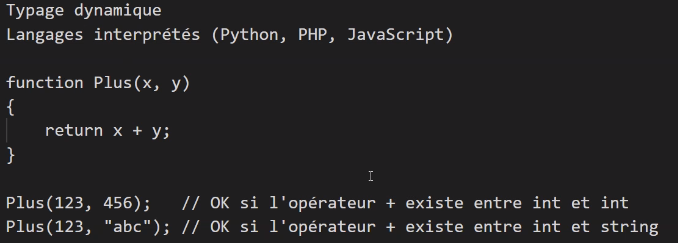 Typage dynamique
Langages interprétés (Python, PHP, JavaScript)
function Plus(x, y)
{
    return x + y;
}
Plus(123, 456);   // OK si l'opérateur + existe entre int et int
Plus(123, "abc"); // OK si l'opérateur + existe entre int et string